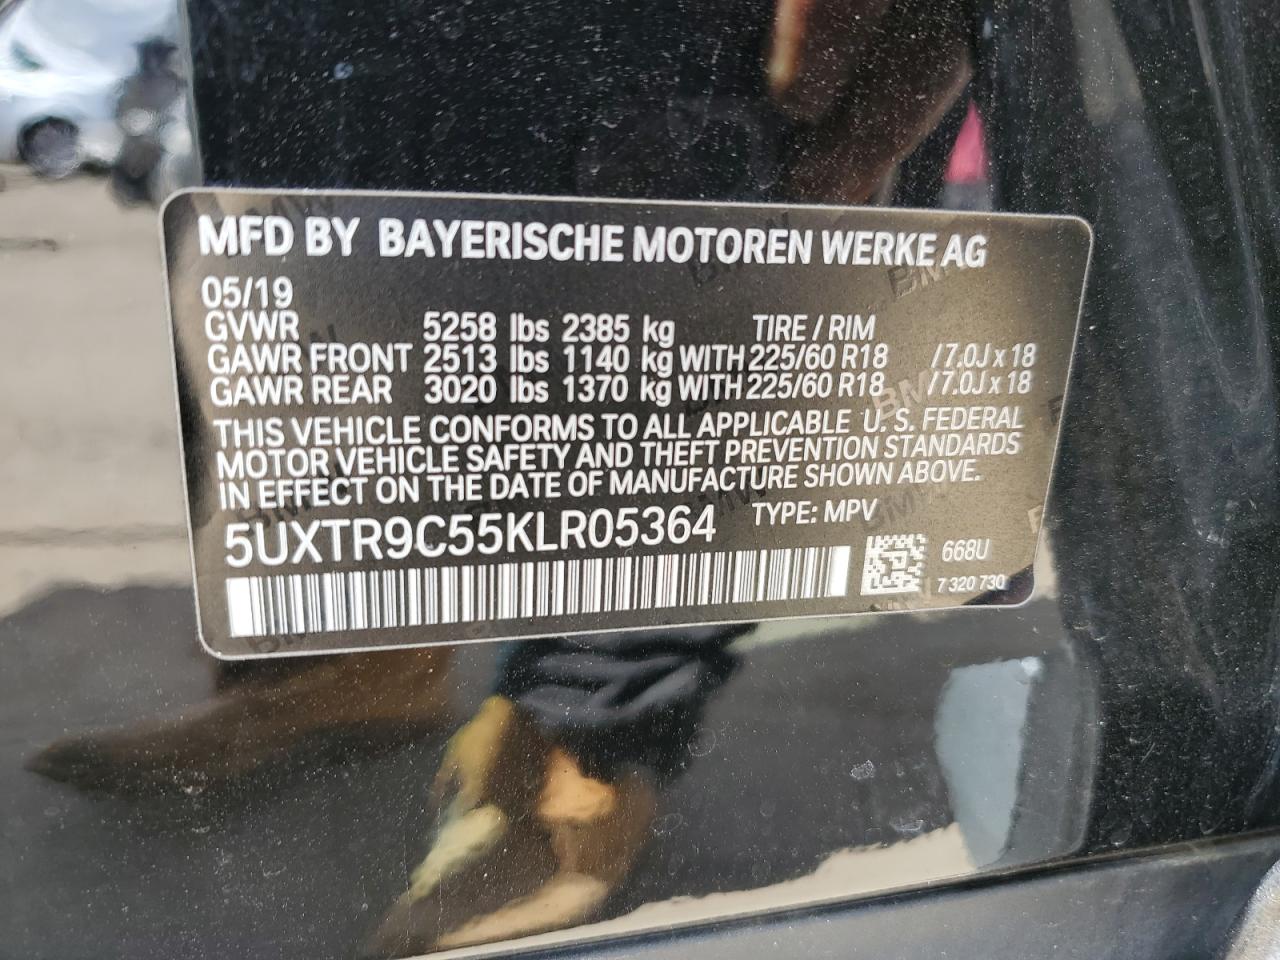 MFD BY BAYERISCHE MOTOREN WERKE AG
05/19
GVWR 5258 lbs 2385 kg TIRE / RIM
GAWR FRONT 2513 lbs 1140 kg WITH 225/60 R18 /7.0J x 18
GAWR REAR 3020 lbs 1370 kg WITH 225/60 R18 /7.0J x 18
THIS VEHICLE CONFORMS TO ALL APPLICABLE U.S. FEDERAL
MOTOR VEHICLE SAFETY AND THEFT PREVENTION STANDARDS
IN EFFECT ON THE DATE OF MANUFACTURE SHOWN ABOVE.
5UXTR9C55KLR05364 TYPE: MPV
668U
7 320 730